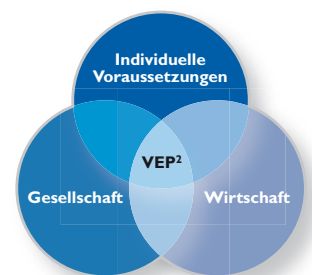 Individuelle
Voraussetzungen
VEP²
Gesellschaft
Wirtschaft